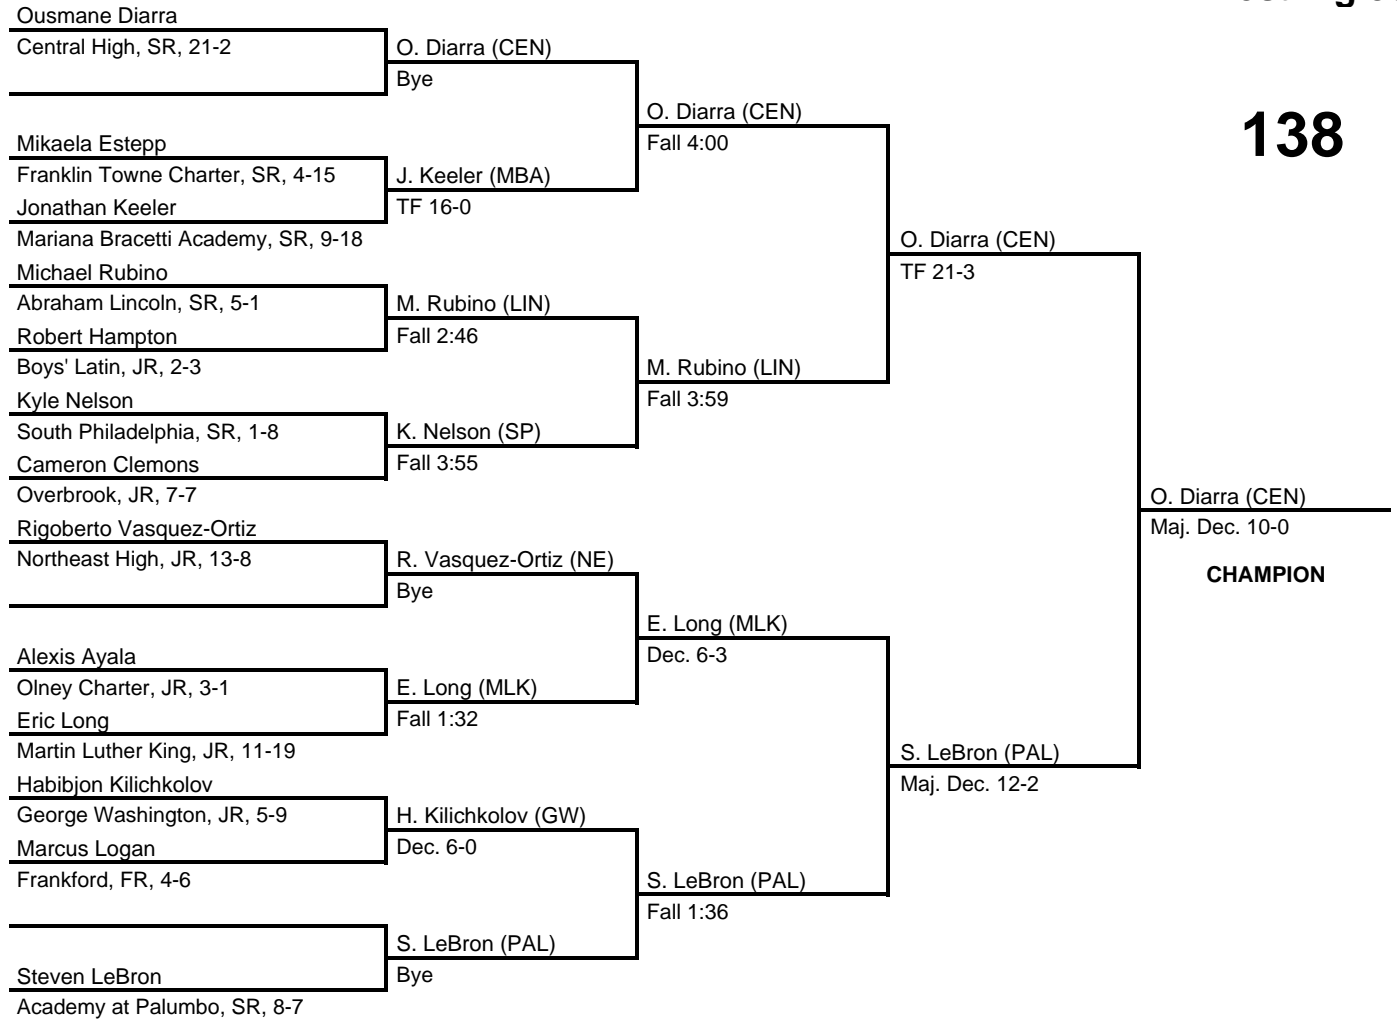 Ousmane Diarra
Central High, SR, 21-2
O. Diarra (CEN)
Bye
O. Diarra (CEN)
Fall 4:00
138
Mikaela Estepp
Franklin Towne Charter, SR, 4-15
J. Keeler (MBA)
Jonathan Keeler
TF 16-0
Mariana Bracetti Academy, SR, 9-18
O. Diarra (CEN)
TF 21-3
Michael Rubino
Abraham Lincoln, SR, 5-1
M. Rubino (LIN)
Robert Hampton
Fall 2:46
Boys' Latin, JR, 2-3
M. Rubino (LIN)
Fall 3:59
Kyle Nelson
South Philadelphia, SR, 1-8
K. Nelson (SP)
Cameron Clemons
Fall 3:55
Overbrook, JR, 7-7
O. Diarra (CEN)
Maj. Dec. 10-0
CHAMPION
Rigoberto Vasquez-Ortiz
Northeast High, JR, 13-8
R. Vasquez-Ortiz (NE)
Bye
E. Long (MLK)
Dec. 6-3
Alexis Ayala
Olney Charter, JR, 3-1
E. Long (MLK)
Eric Long
Fall 1:32
Martin Luther King, JR, 11-19
S. LeBron (PAL)
Maj. Dec. 12-2
Habibjon Kilichkolov
George Washington, JR, 5-9
H. Kilichkolov (GW)
Marcus Logan
Dec. 6-0
Frankford, FR, 4-6
S. LeBron (PAL)
Fall 1:36
S. LeBron (PAL)
Steven LeBron
Bye
Academy at Palumbo, SR, 8-7